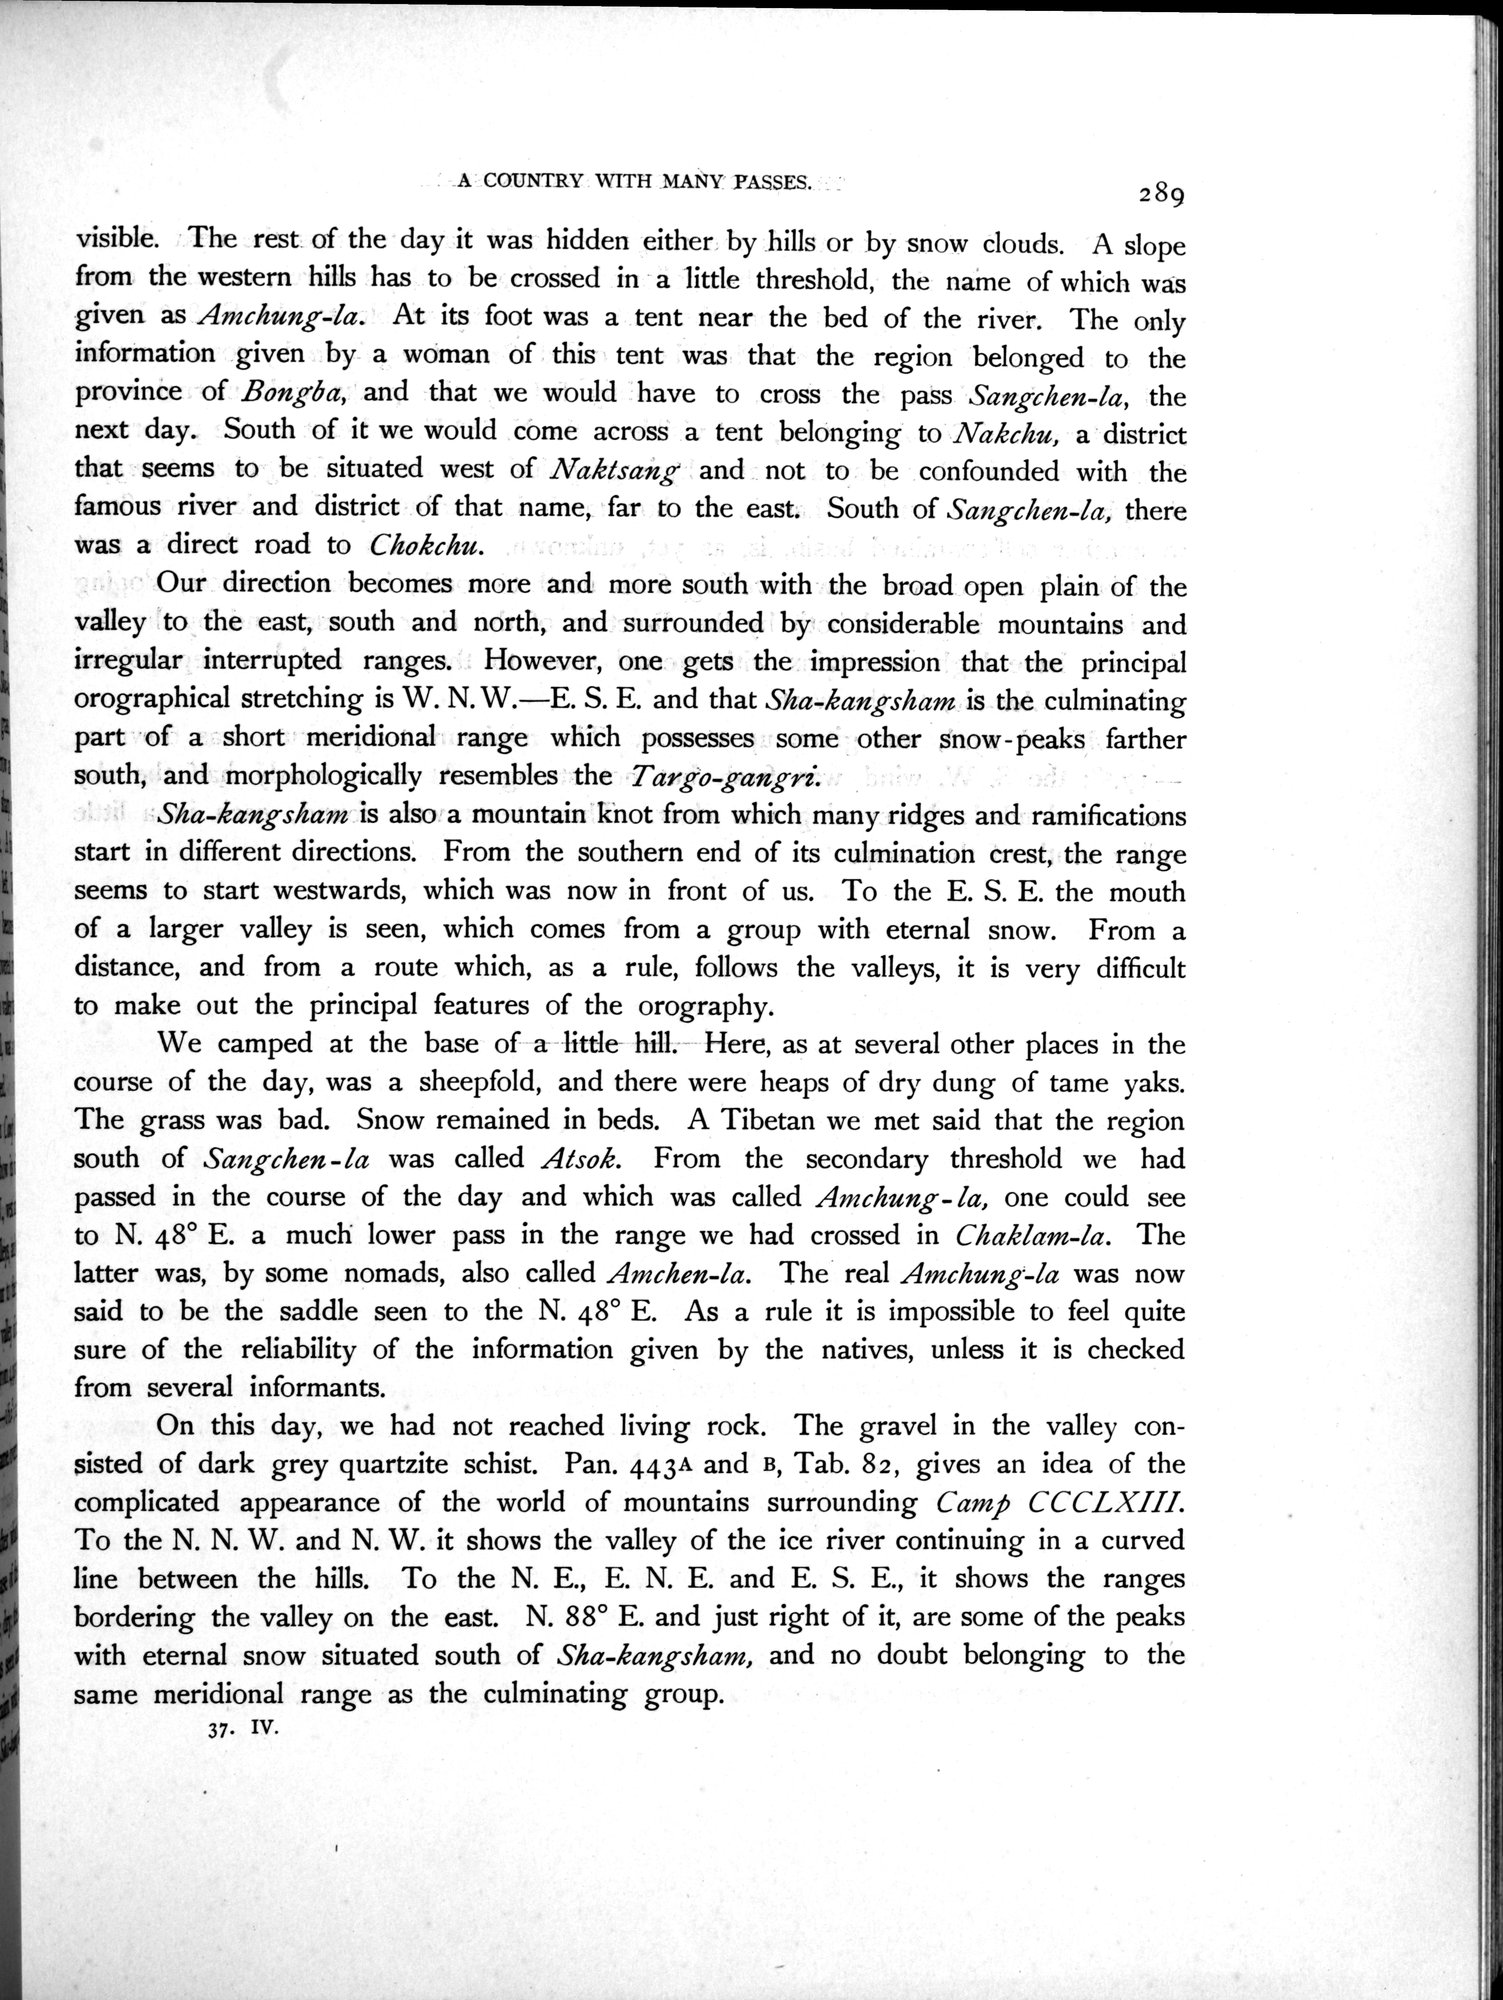 A COUNTRY WITH MANY PASSES.
289
visible. The rest of the day it was hidden either by hills or by snow clouds. A slope
from the western hills has to be crossed in a little threshold, the name of which was
given as Amchung-la. At its foot was a tent near the bed of the river. The only
information given by a woman of this tent was that the region belonged to the
province of Bongba, and that we would have to cross the pass Sangchen-la, the
next day. South of it we would come across a tent belonging to Nakchu, a district
that seems to be situated west of Naktsang and not to be confounded with the
famous river and district of that name, far to the east. South of Sangchen-la, there
was a direct road to Chokchu.
Our direction becomes more and more south with the broad open plain of the
valley to the east, south and north, and surrounded by considerable mountains and
irregular interrupted ranges. However, one gets the impression that the principal
orographical stretching is W. N. W.—E. S. E. and that Sha-kangsham is the culminating
part of a short meridional range which possesses some other snow-peaks farther
south, and morphologically resembles the Targo-gangri.
Sha-kangsham is also a mountain knot from which many ridges and ramifications
start in different directions. From the southern end of its culmination crest, the range
seems to start westwards, which was now in front of us. To the E. S. E. the mouth
of a larger valley is seen, which comes from a group with eternal snow. From a
distance, and from a route which, as a rule, follows the valleys, it is very difficult
to make out the principal features of the orography.
We camped at the base of a little hill. Here, as at several other places in the
course of the day, was a sheepfold, and there were heaps of dry dung of tame yaks.
The grass was bad. Snow remained in beds. A Tibetan we met said that the region
south of Sangchen-la was called Atsok. From the secondary threshold we had
passed in the course of the day and which was called Amchung-la, one could see
to N. 48° E. a much lower pass in the range we had crossed in Chaklam-la. The
latter was, by some nomads, also called Amchen-la. The real Amchung-la was now
said to be the saddle seen to the N. 48° E. As a rule it is impossible to feel quite
sure of the reliability of the information given by the natives, unless it is checked
from several informants.
On this day, we had not reached living rock. The gravel in the valley con-
sisted of dark grey quartzite schist. Pan. 443A and B, Tab. 82, gives an idea of the
complicated appearance of the world of mountains surrounding Camp CCCLXIII.
To the N. N. W. and N. W. it shows the valley of the ice river continuing in a curved
line between the hills. To the N. E., E. N. E. and E. S. E., it shows the ranges
bordering the valley on the east. N. 88° E. and just right of it, are some of the peaks
with eternal snow situated south of Sha-kangsham, and no doubt belonging to the
same meridional range as the culminating group.
37. IV.